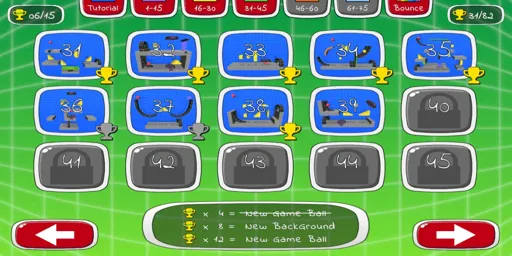 06/15 Tutorial 1-15 16-30 31-45 46-60 61-75 Bounce 31/82
31 32 33 34 35
36 37 38 39 40
41 42 43 44 45
x 4 = New Game Ball
x 8 = New Background
x 12 = New Game Ball